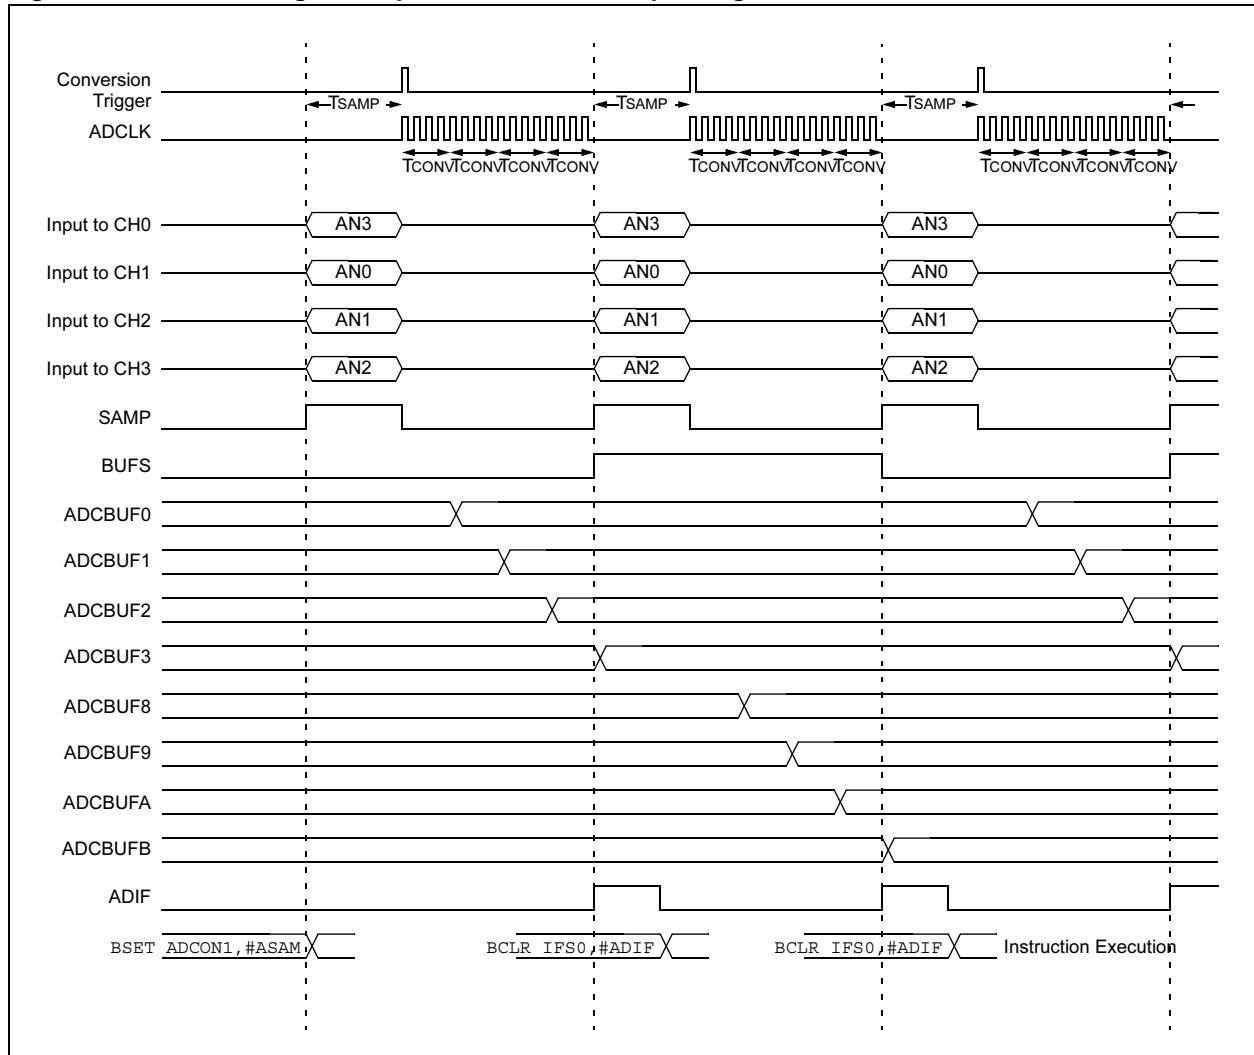 Conversion
Trigger
TSAMP TSAMP TSAMP
ADCLK
TCONV TCONV TCONV TCONV TCONV TCONV TCONV TCONV TCONV TCONV TCONV TCONV
Input to CH0 AN3 AN3 AN3
Input to CH1 AN0 AN0 AN0
Input to CH2 AN1 AN1 AN1
Input to CH3 AN2 AN2 AN2
SAMP
BUFS
ADCBUF0
ADCBUF1
ADCBUF2
ADCBUF3
ADCBUF8
ADCBUF9
ADCBUFA
ADCBUFB
ADIF
BSET ADCON1,#ASAM BCLR IFS0,#ADIF BCLR IFS0,#ADIF Instruction Execution